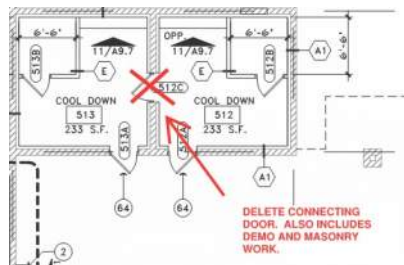 OPP.
6'-6"
11/A9.7
11/A9.7
6'-6"
6'-6"
A1
513B
E
E
512B
512C
COOL DOWN
COOL DOWN
513
512
233 S.F.
233 S.F.
513A
512A
A1
64
64
DELETE CONNECTING
DOOR. ALSO INCLUDES
DEMO AND MASONRY
WORK.
2